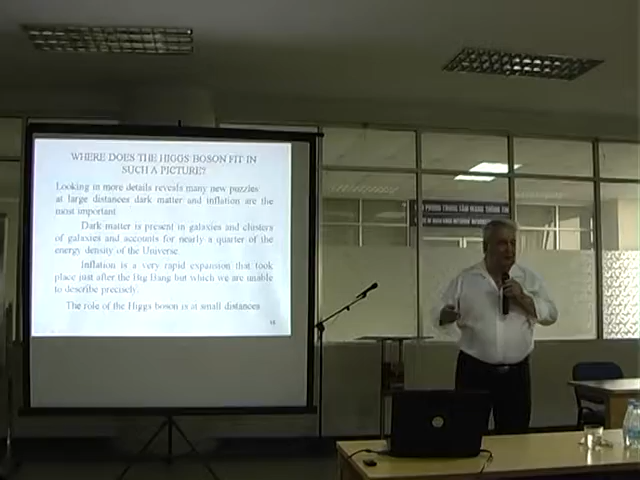 WHERE DOES THE HIGGS BOSON FIT IN
SUCH A PICTURE?
Looking in more details reveals many new puzzles
at large distances dark matter and inflation are the
most important
Dark matter is present in galaxies and clusters
of galaxies and accounts for nearly a quarter of the
energy density of the Universe
Inflation is a very rapid expansion that took
place just after the Big Bang but which we are unable
to describe precisely.
The role of the Higgs boson is at small distances